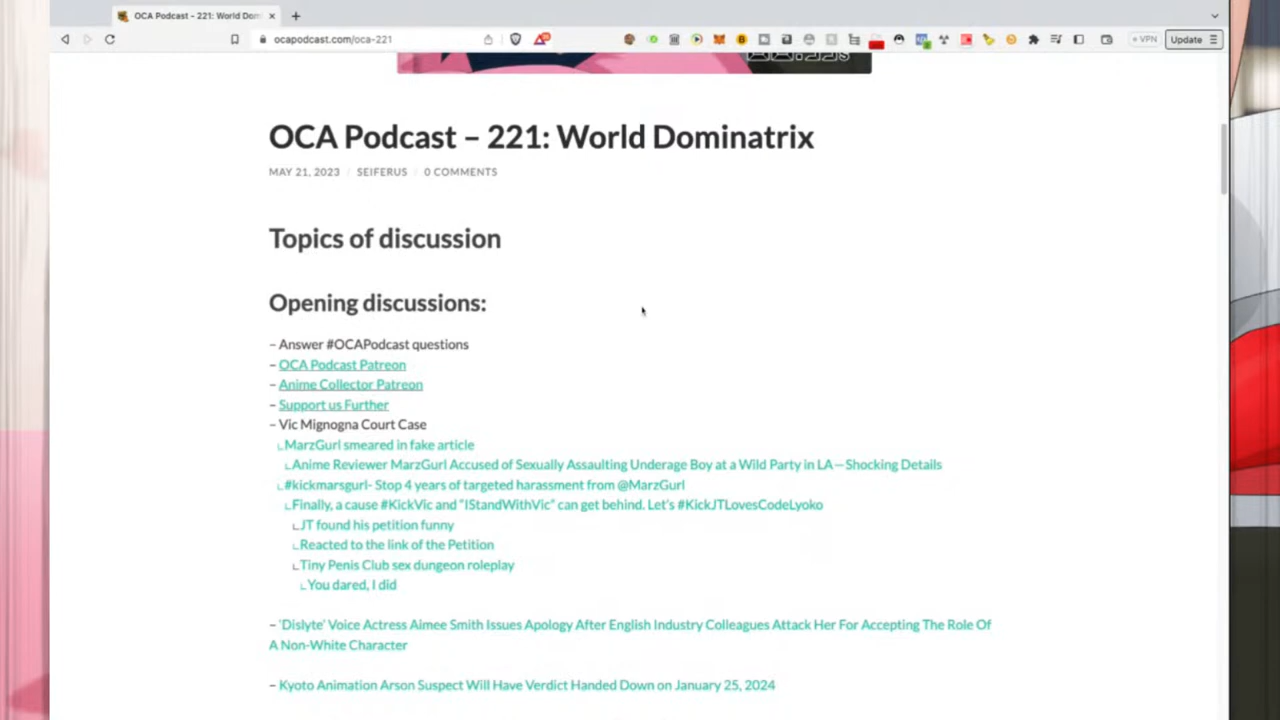 OCA Podcast – 221: World Dom
ocapodcast.com/oca-221
VPN
Update
OCA Podcast – 221: World Dominatrix
MAY 21, 2023 / SEIFERUS / 0 COMMENTS
Topics of discussion
Opening discussions:
– Answer #OCAPodcast questions
– OCA Podcast Patreon
– Anime Collector Patreon
– Support us Further
– Vic Mignogna Court Case
MarzGurl smeared in fake article
Anime Reviewer MarzGurl Accused of Sexually Assaulting Underage Boy at a Wild Party in LA—Shocking Details
#kickmarsgurl- Stop 4 years of targeted harassment from @MarzGurl
Finally, a cause #KickVic and "IStandWithVic" can get behind. Let's #KickJTLovesCodeLyoko
JT found his petition funny
Reacted to the link of the Petition
Tiny Penis Club sex dungeon roleplay
You dared, I did
– 'Dislyte' Voice Actress Aimee Smith Issues Apology After English Industry Colleagues Attack Her For Accepting The Role Of
A Non-White Character
– Kyoto Animation Arson Suspect Will Have Verdict Handed Down on January 25, 2024